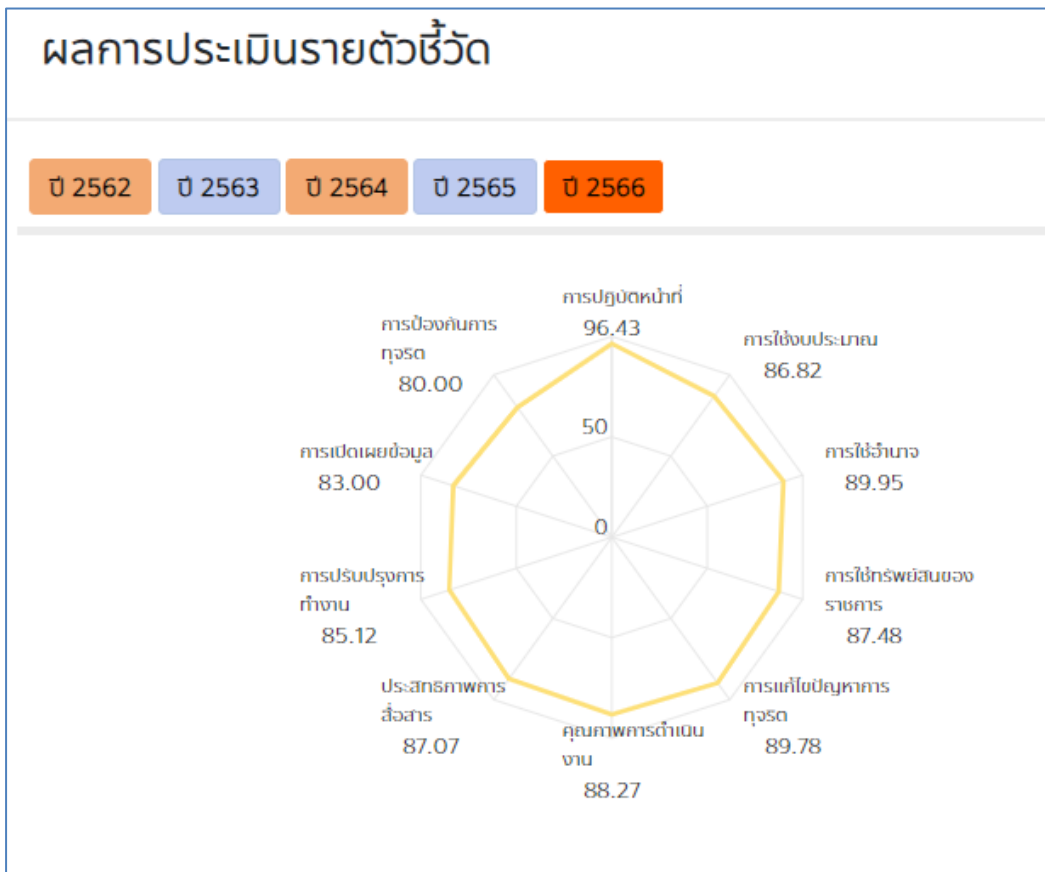 ผลการประเมินรายตัวชี้วัด
ปี 2562
ปี 2563
ปี 2564
ปี 2565
ปี 2566
การปฏิบัติหน้าที่
96.43
การใช้งบประมาณ
86.82
การใช้อำนาจ
89.95
การใช้ทรัพย์สินของ
ราชการ
87.48
การแก้ไขปัญหาการ
ทุจริต
89.78
คุณภาพการดำเนิน
งาน
88.27
ประสิทธิภาพการ
สื่อสาร
87.07
การปรับปรุงการ
ทำงาน
85.12
การเปิดเผยข้อมูล
83.00
การป้องกันการ
ทุจริต
80.00
50
0